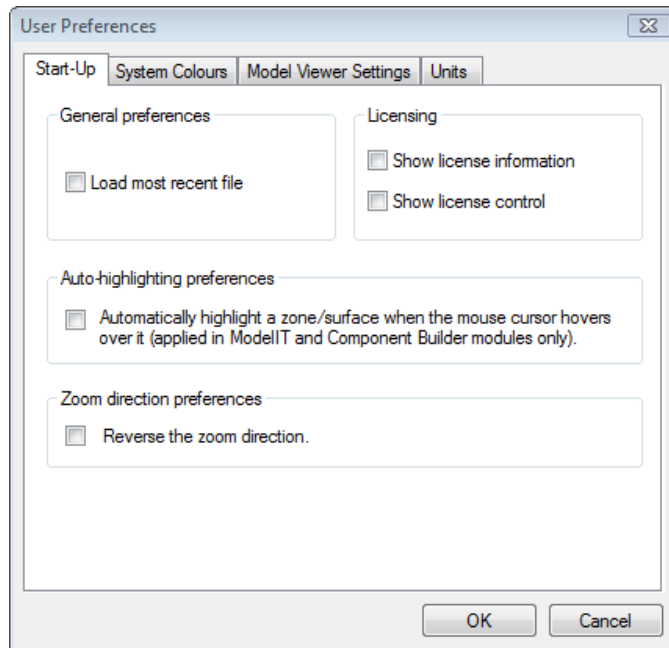 User Preferences
Start-Up
System Colours
Model Viewer Settings
Units
General preferences
Load most recent file
Licensing
Show license information
Show license control
Auto-highlighting preferences
Automatically highlight a zone/surface when the mouse cursor hovers
over it (applied in ModelIT and Component Builder modules only).
Zoom direction preferences
Reverse the zoom direction.
OK
Cancel